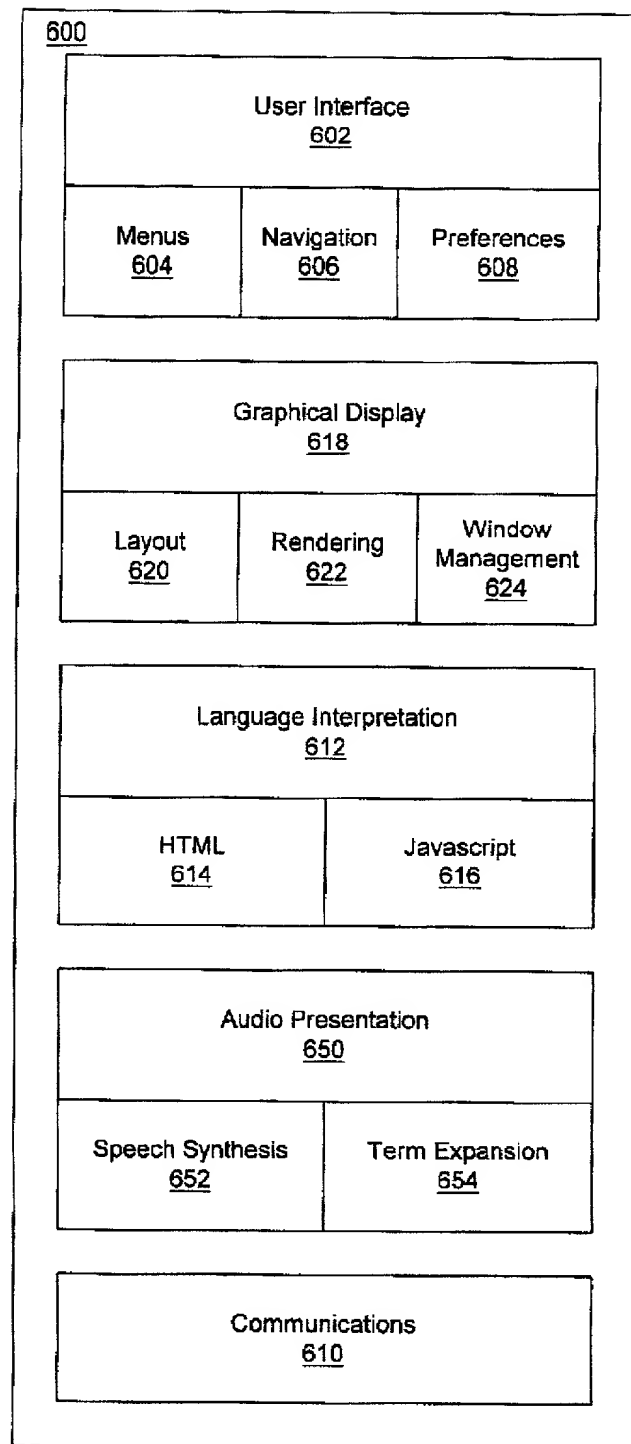 600
User Interface
602
Menus
604
Navigation
606
Preferences
608
Graphical Display
618
Layout
620
Rendering
622
Window
Management
624
Language Interpretation
612
HTML
614
Javascript
616
Audio Presentation
650
Speech Synthesis
652
Term Expansion
654
Communications
610